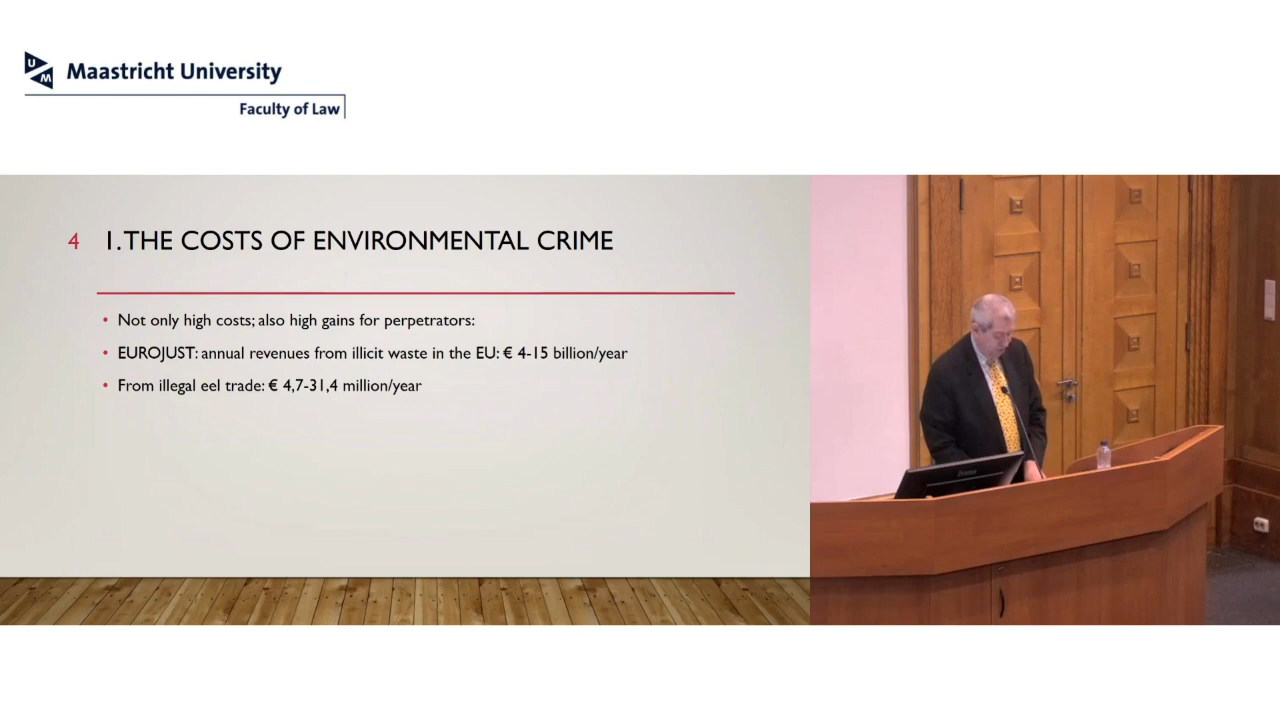 UM Maastricht University
Faculty of Law
4 1. THE COSTS OF ENVIRONMENTAL CRIME
• Not only high costs; also high gains for perpetrators:
• EUROJUST: annual revenues from illicit waste in the EU: € 4-15 billion/year
• From illegal eel trade: € 4,7-31,4 million/year